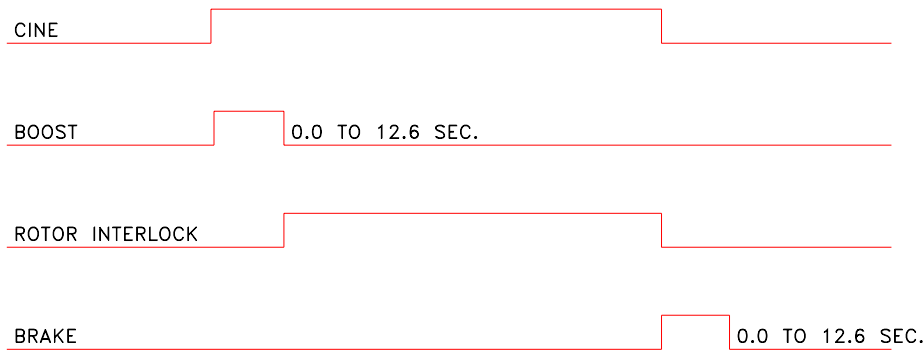 CINE
BOOST 0.0 TO 12.6 SEC.
ROTOR INTERLOCK
BRAKE 0.0 TO 12.6 SEC.